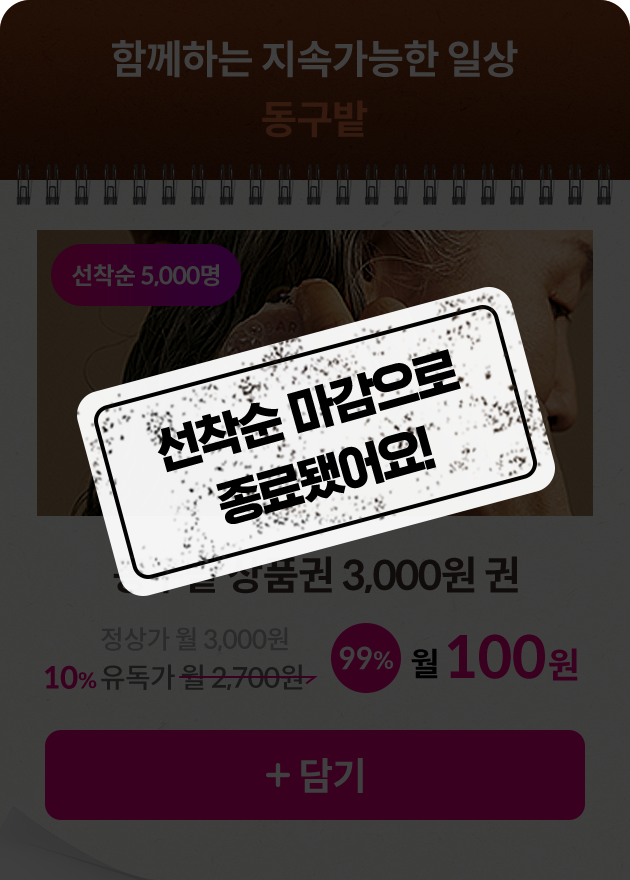 함께하는 지속가능한 일상
동구밭
선착순 5,000명
선착순 마감으로
종료됐어요!
상품권 3,000원 권
정상가 월 3,000원
10% 유독가 월 2,700원
99% 월 100원
+ 담기